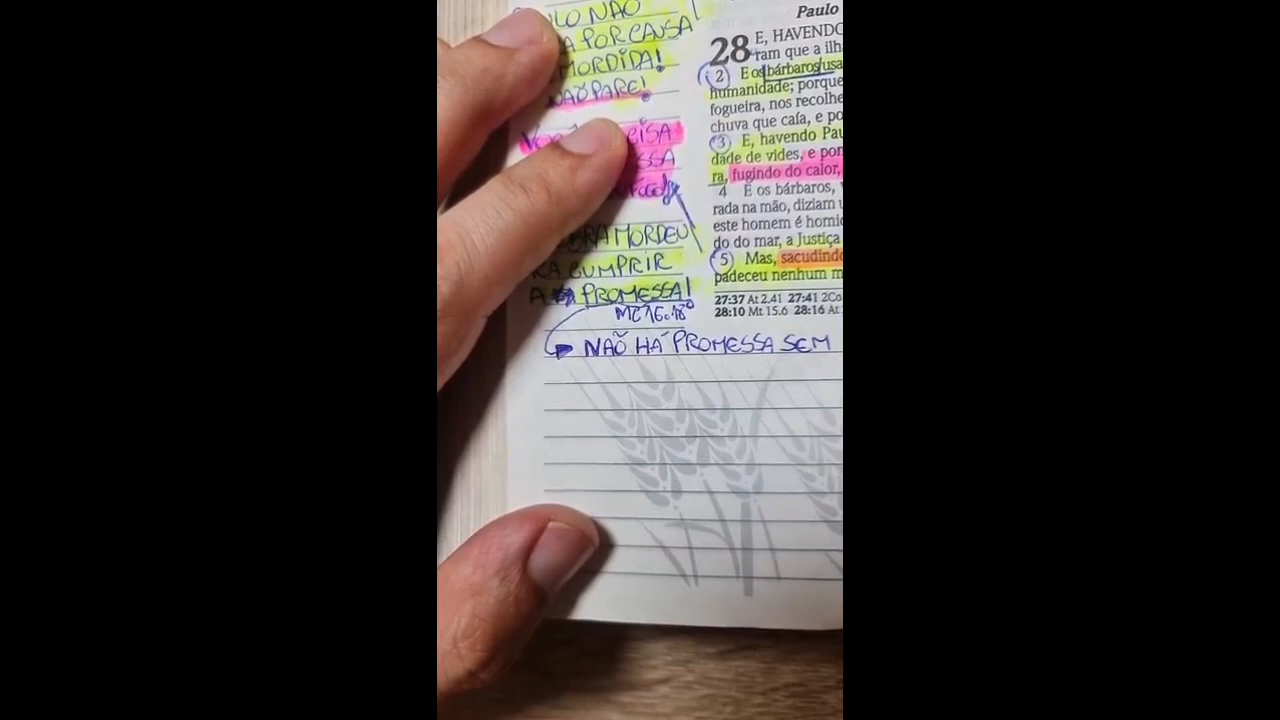 NÃO
POR CAUSA
MORDIDA!
NÃO PARE!
MORDEU
CUMPRIR
A PROMESSA!
MC 16.18
NÃO HÁ PROMESSA SEM
Paulo
28 E, HAVENDO
ram que a ilh
2 E os bárbaros usa
humanidade; porque
fogueira, nos recolhe
chuva que caía, e po
3 E, havendo Pau
dade de vides, e pon
ra, fugindo do calor,
4 E os bárbaros,
rada na mão, diziam u
este homem é homic
do do mar, a Justiça
5 Mas, sacudindo
padeceu nenhum m
27:37 At 2.41 27:41 2Co
28:10 Mt 15.6 28:16 At